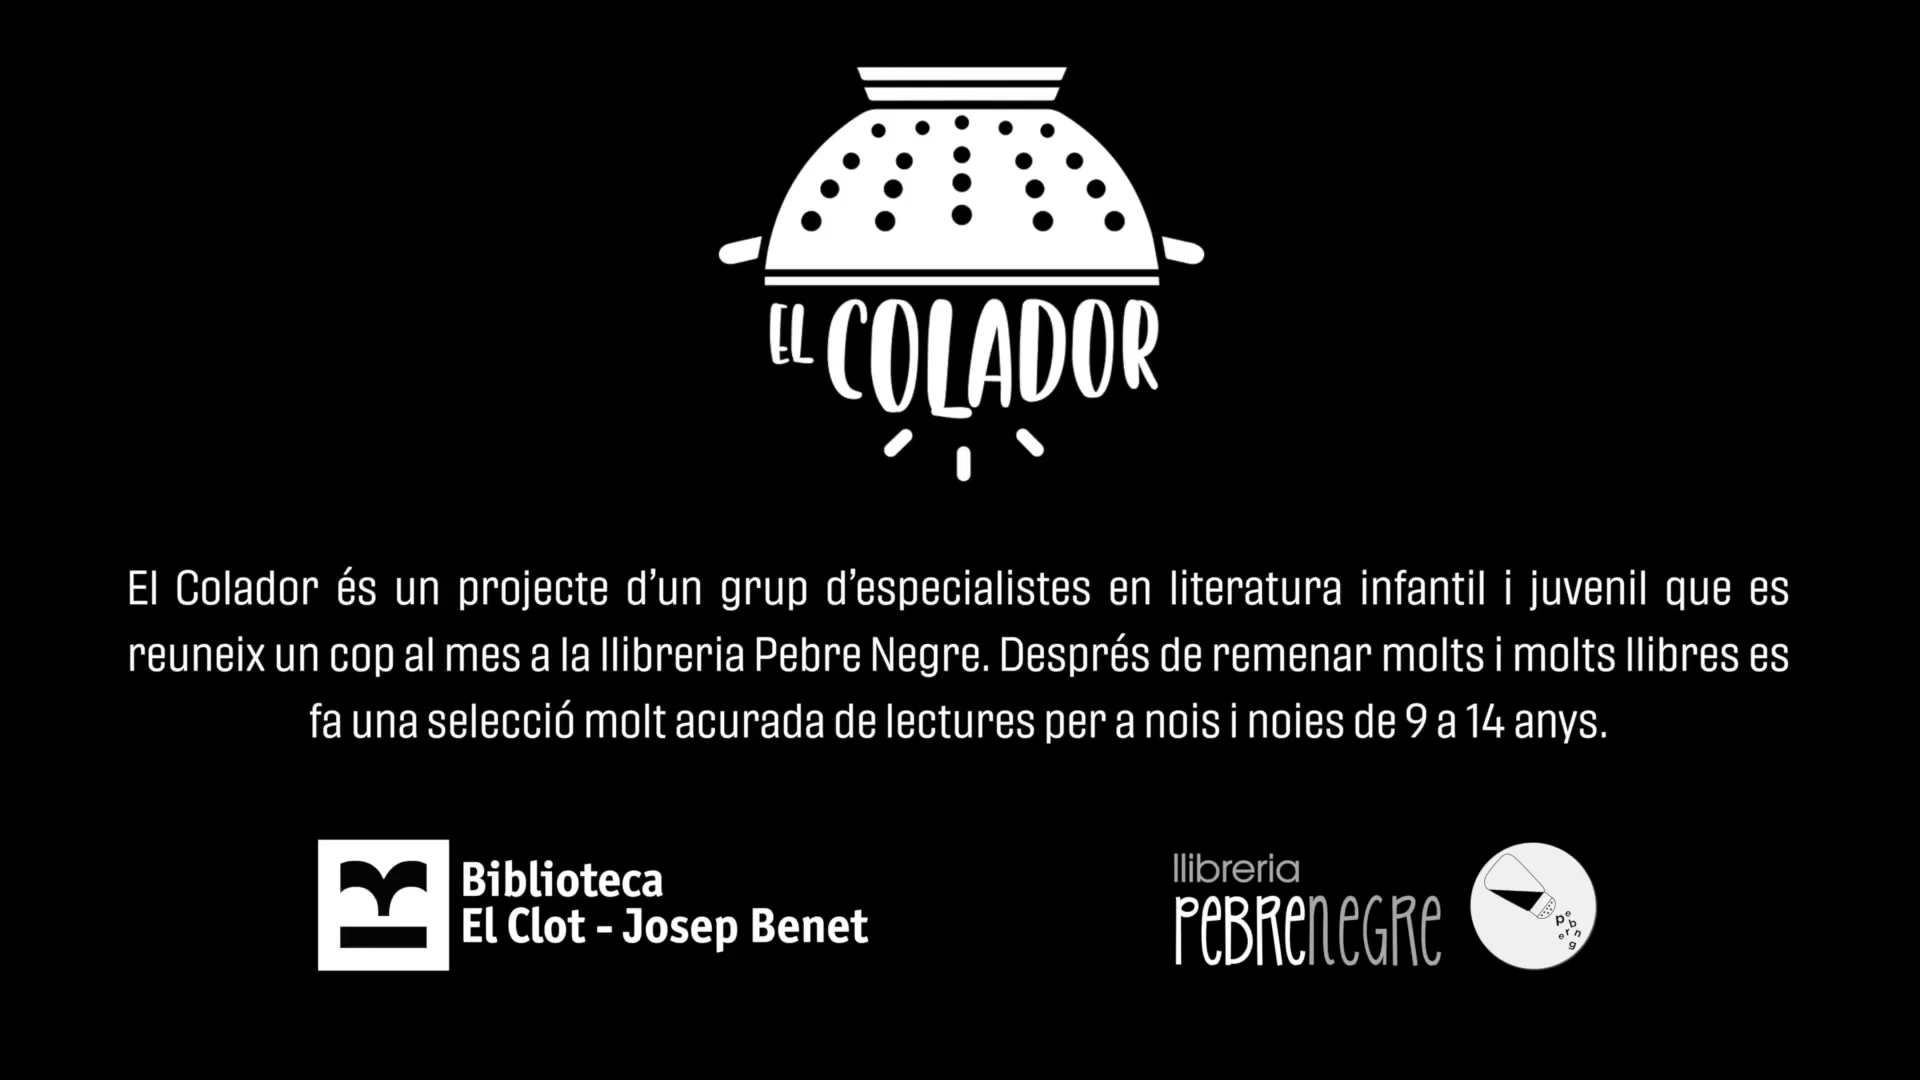 EL COLADOR
El Colador és un projecte d’un grup d’especialistes en literatura infantil i juvenil que es
reuneix un cop al mes a la llibreria Pebre Negre. Després de remenar molts i molts llibres es
fa una selecció molt acurada de lectures per a nois i noies de 9 a 14 anys.
Biblioteca
El Clot - Josep Benet
llibreria
PEBRENEGRE